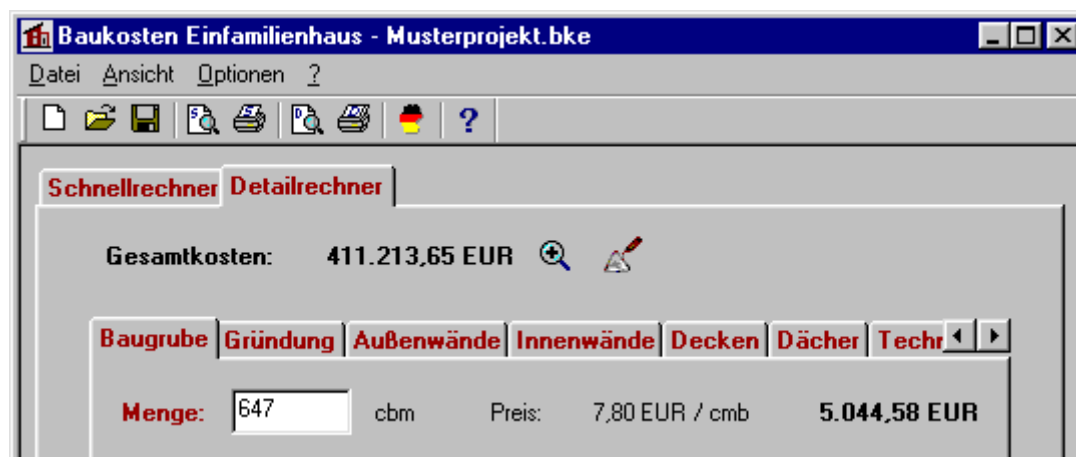 Baukosten Einfamilienhaus - Musterprojekt.bke
Datei Ansicht Optionen ?
Schnellrechner Detailrechner
Gesamtkosten: 411.213,65 EUR
Baugrube Gründung Außenwände Innenwände Decken Dächer Techr
Menge: 647 cbm Preis: 7,80 EUR / cmb 5.044,58 EUR